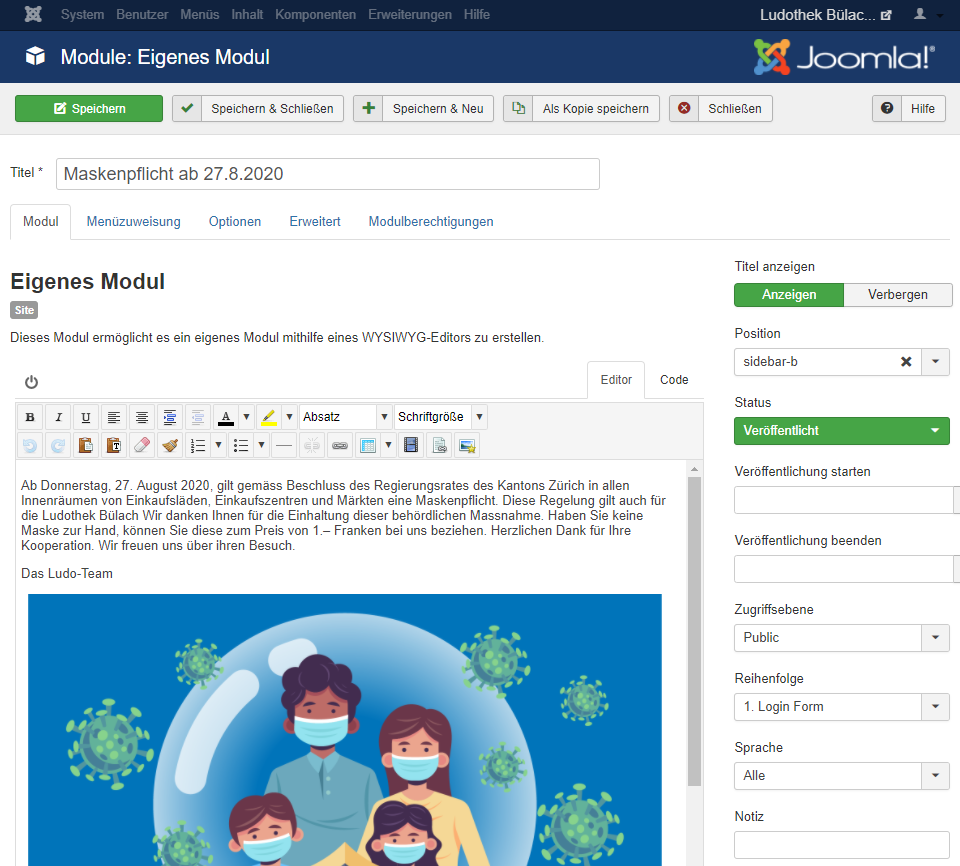 System Benutzer Menüs Inhalt Komponenten Erweiterungen Hilfe Ludothek Bülac...
Module: Eigenes Modul Joomla!®
Speichern Speichern & Schließen Speichern & Neu Als Kopie speichern Schließen Hilfe
Titel * Maskenpflicht ab 27.8.2020
Modul Menüzuweisung Optionen Erweitert Modulberechtigungen
Eigenes Modul
Site
Dieses Modul ermöglicht es ein eigenes Modul mithilfe eines WYSIWYG-Editors zu erstellen.
Editor Code
B I U A Absatz Schriftgröße
T
Ab Donnerstag, 27. August 2020, gilt gemäss Beschluss des Regierungsrates des Kantons Zürich in allen
Innenräumen von Einkaufsläden, Einkaufszentren und Märkten eine Maskenpflicht. Diese Regelung gilt auch für
die Ludothek Bülach Wir danken Ihnen für die Einhaltung dieser behördlichen Massnahme. Haben Sie keine
Maske zur Hand, können Sie diese zum Preis von 1.– Franken bei uns beziehen. Herzlichen Dank für Ihre
Kooperation. Wir freuen uns über ihren Besuch.
Das Ludo-Team
Titel anzeigen
Anzeigen Verbergen
Position
sidebar-b
Status
Veröffentlicht
Veröffentlichung starten
Veröffentlichung beenden
Zugriffsebene
Public
Reihenfolge
1. Login Form
Sprache
Alle
Notiz